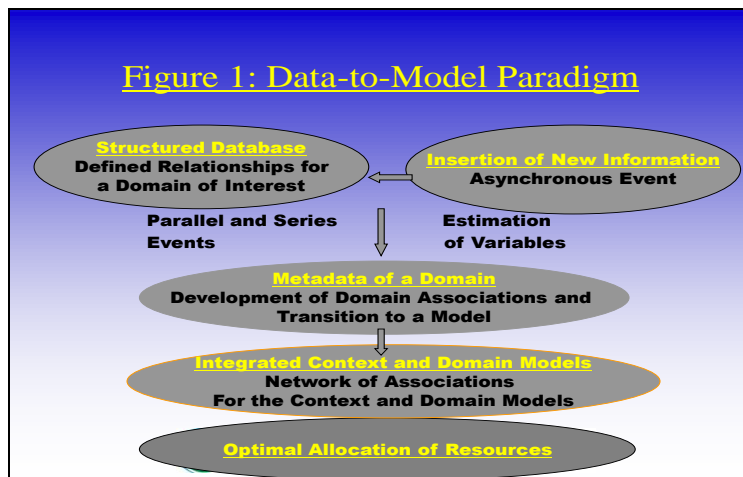 Figure 1: Data-to-Model Paradigm
Structured Database
Defined Relationships for
a Domain of Interest
Insertion of New Information
Asynchronous Event
Parallel and Series
Events
Estimation
of Variables
Metadata of a Domain
Development of Domain Associations and
Transition to a Model
Integrated Context and Domain Models
Network of Associations
For the Context and Domain Models
Optimal Allocation of Resources